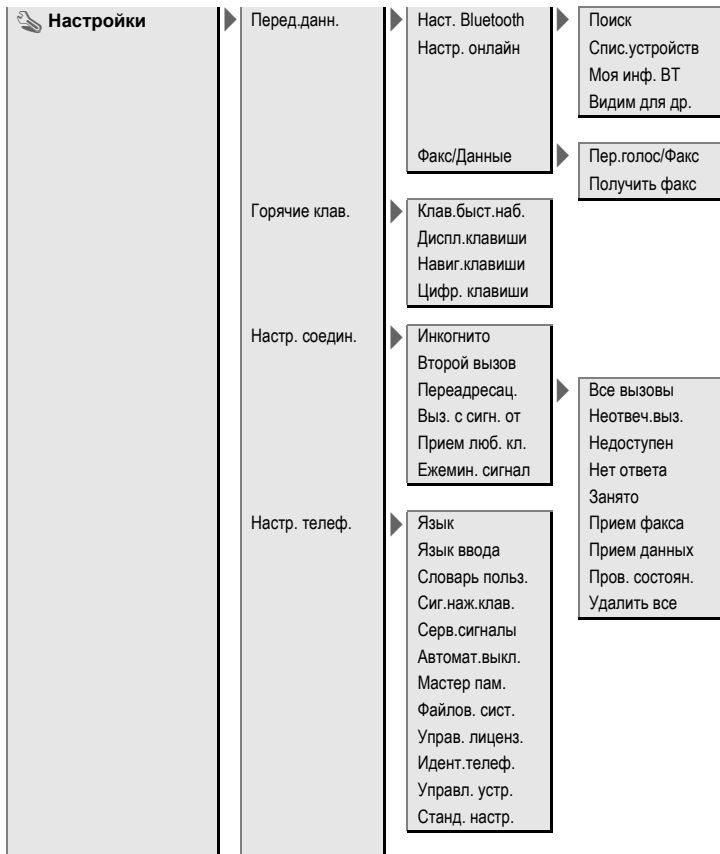 Настройки
Перед.данн.
Наст. Bluetooth
Поиск
Спис.устройств
Моя инф. BT
Видим для др.
Настр. онлайн
Факс/Данные
Пер.голос/Факс
Получить факс
Горячие клав.
Клав.быст.наб.
Диспл.клавиши
Навиг.клавиши
Цифр. клавиши
Настр. соедин.
Инкогнито
Второй вызов
Переадресац.
Все вызовы
Неотвеч.выз.
Недоступен
Нет ответа
Занято
Прием факса
Прием данных
Пров. состоян.
Удалить все
Выз. с сигн. от
Прием люб. кл.
Ежемин. сигнал
Настр. телеф.
Язык
Язык ввода
Словарь польз.
Сиг.наж.клав.
Серв.сигналы
Автомат.выкл.
Мастер пам.
Файлов. сист.
Управ. лиценз.
Идент.телеф.
Управл. устр.
Станд. настр.